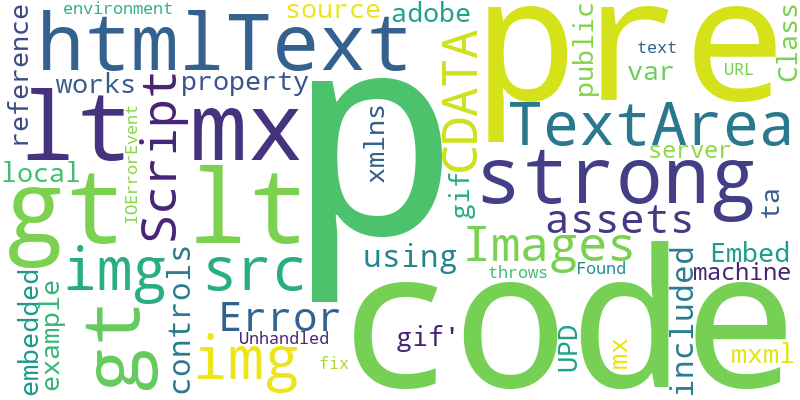 environment
source
adobe
reference
htmlText
works
property
lt
mx
Script
IOErrorEvent
local
gt
lt
p
xmlns
CDATA
gif
pre
public
text
var
URL
Class
TextArea
server
strong
ta
assets
img
src
using
Images
Embed
machine
throws
Found
included
embedded
example
gt
controls
Error
Unhandled
img
fix
gif'
code
UPD
mx
mxml